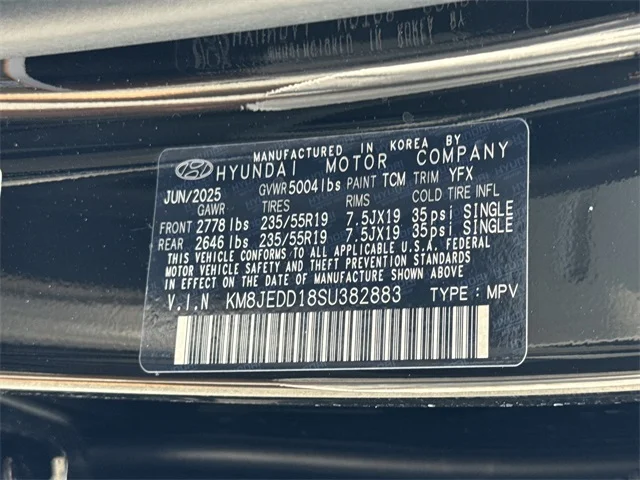 MANUFACTURED IN KOREA BY
HYUNDAI MOTOR COMPANY
JUN/2025 GVWR 5004 lbs PAINT TCM TRIM YFX
GAWR TIRES RIMS COLD TIRE INFL
FRONT 2778 lbs 235/55R19 7.5JX19 35psi SINGLE
REAR 2646 lbs 235/55R19 7.5JX19 35psi SINGLE
THIS VEHICLE CONFORMS TO ALL APPLICABLE U.S.A. FEDERAL
MOTOR VEHICLE SAFETY AND THEFT PREVENTION STANDARDS
IN EFFECT ON THE DATE OF MANUFACTURE SHOWN ABOVE.
V.I.N KM8JEDD18SU382883 TYPE : MPV